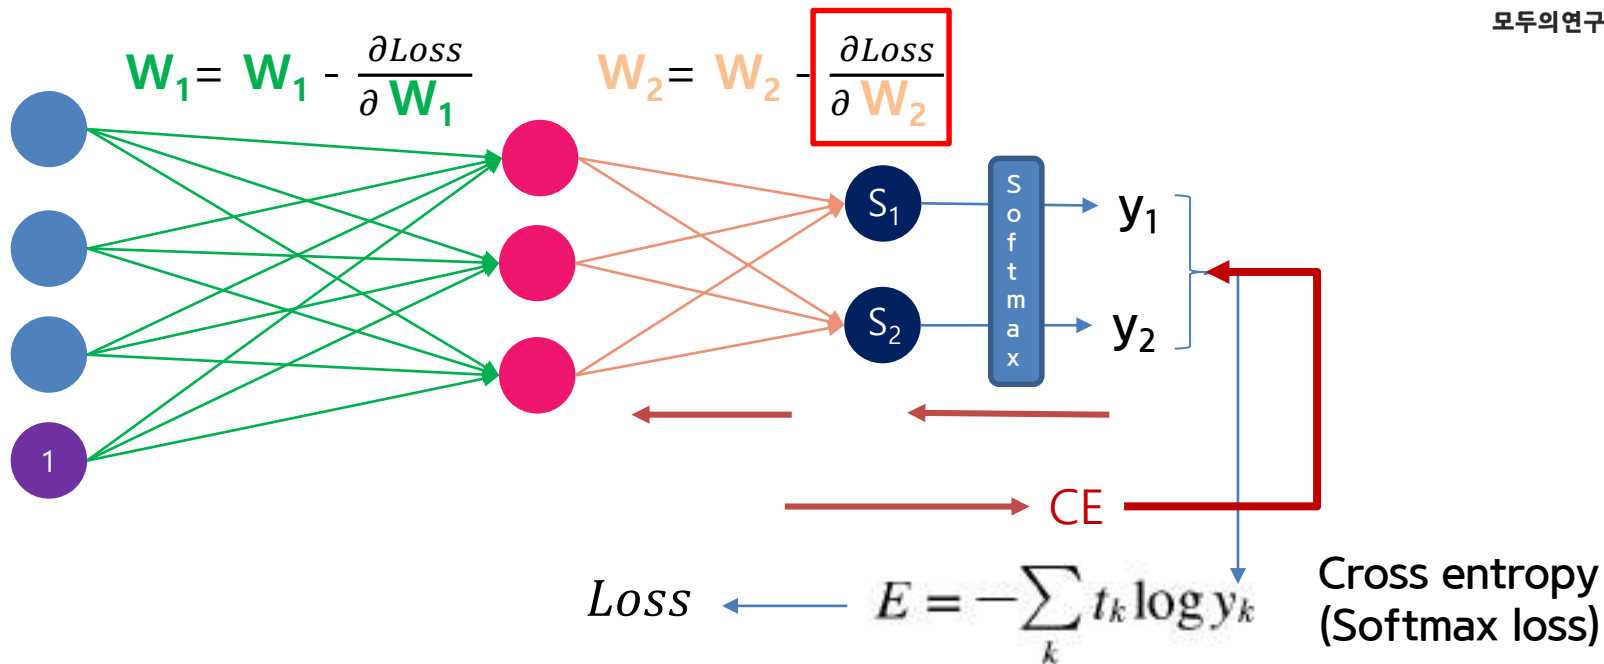 모두의연구
W₁= W₁ - ∂Loss/∂ W₁
W₂= W₂ - ∂Loss/∂ W₂
S₁
S₂
Softmax
y₁
y₂
1
CE
Loss
E = −∑ₖ tₖ log yₖ
Cross entropy
(Softmax loss)